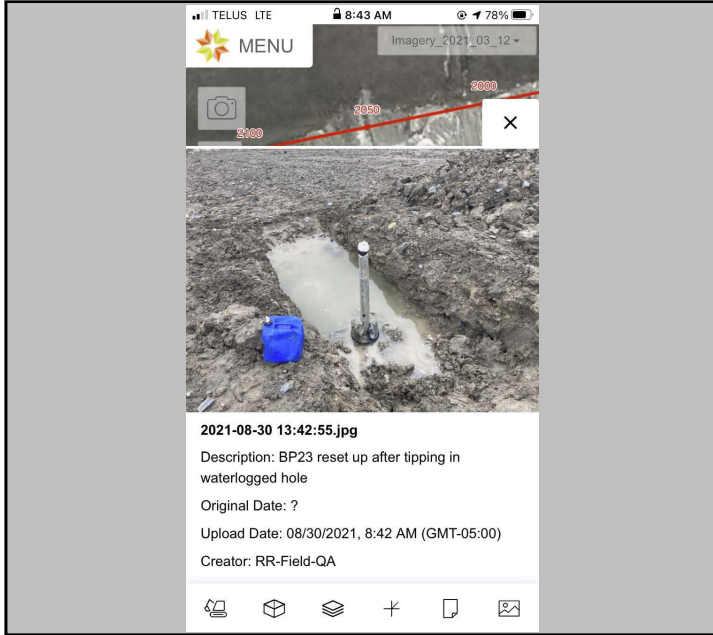 TELUS LTE 8:43 AM 78%
MENU
Imagery_2021_03_12
2000
2050
2100
2021-08-30 13:42:55.jpg
Description: BP23 reset up after tipping in
waterlogged hole
Original Date: ?
Upload Date: 08/30/2021, 8:42 AM (GMT-05:00)
Creator: RR-Field-QA